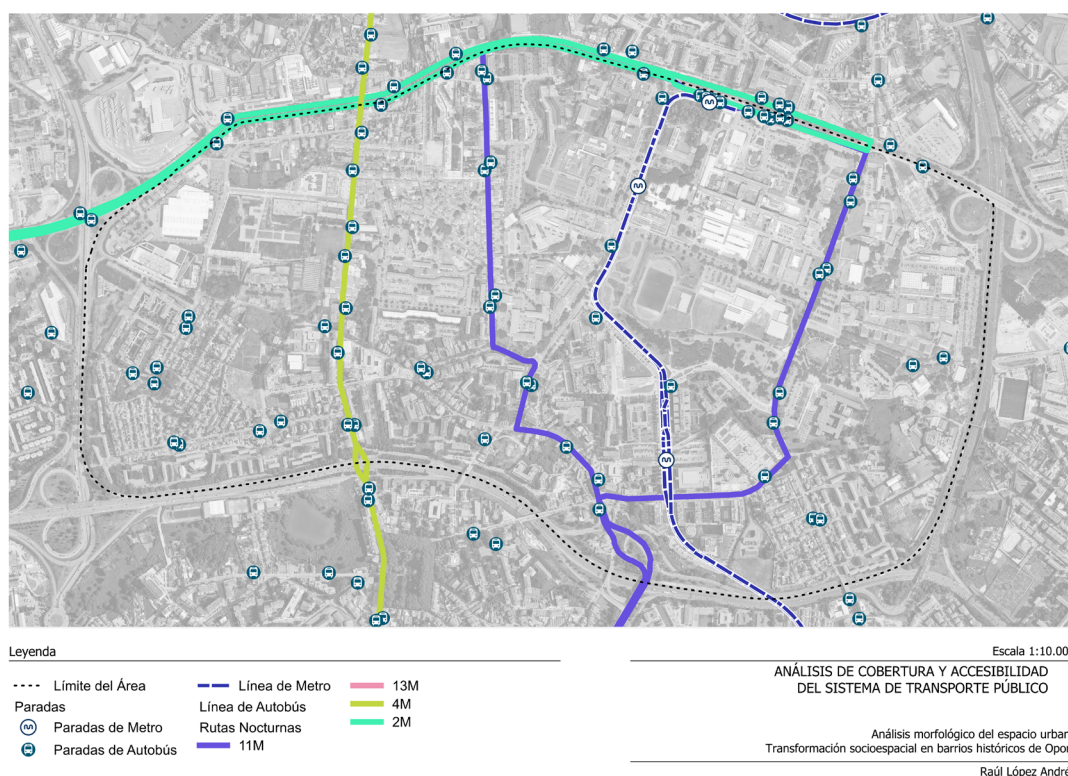 Leyenda
Escala 1:10.00
Límite del Área
Paradas
Paradas de Metro
Paradas de Autobús
Línea de Metro
Línea de Autobús
Rutas Nocturnas
11M
13M
4M
2M
ANÁLISIS DE COBERTURA Y ACCESIBILIDAD
DEL SISTEMA DE TRANSPORTE PÚBLICO
Análisis morfológico del espacio urban
Transformación socioespacial en barrios históricos de Opor
Raúl López André